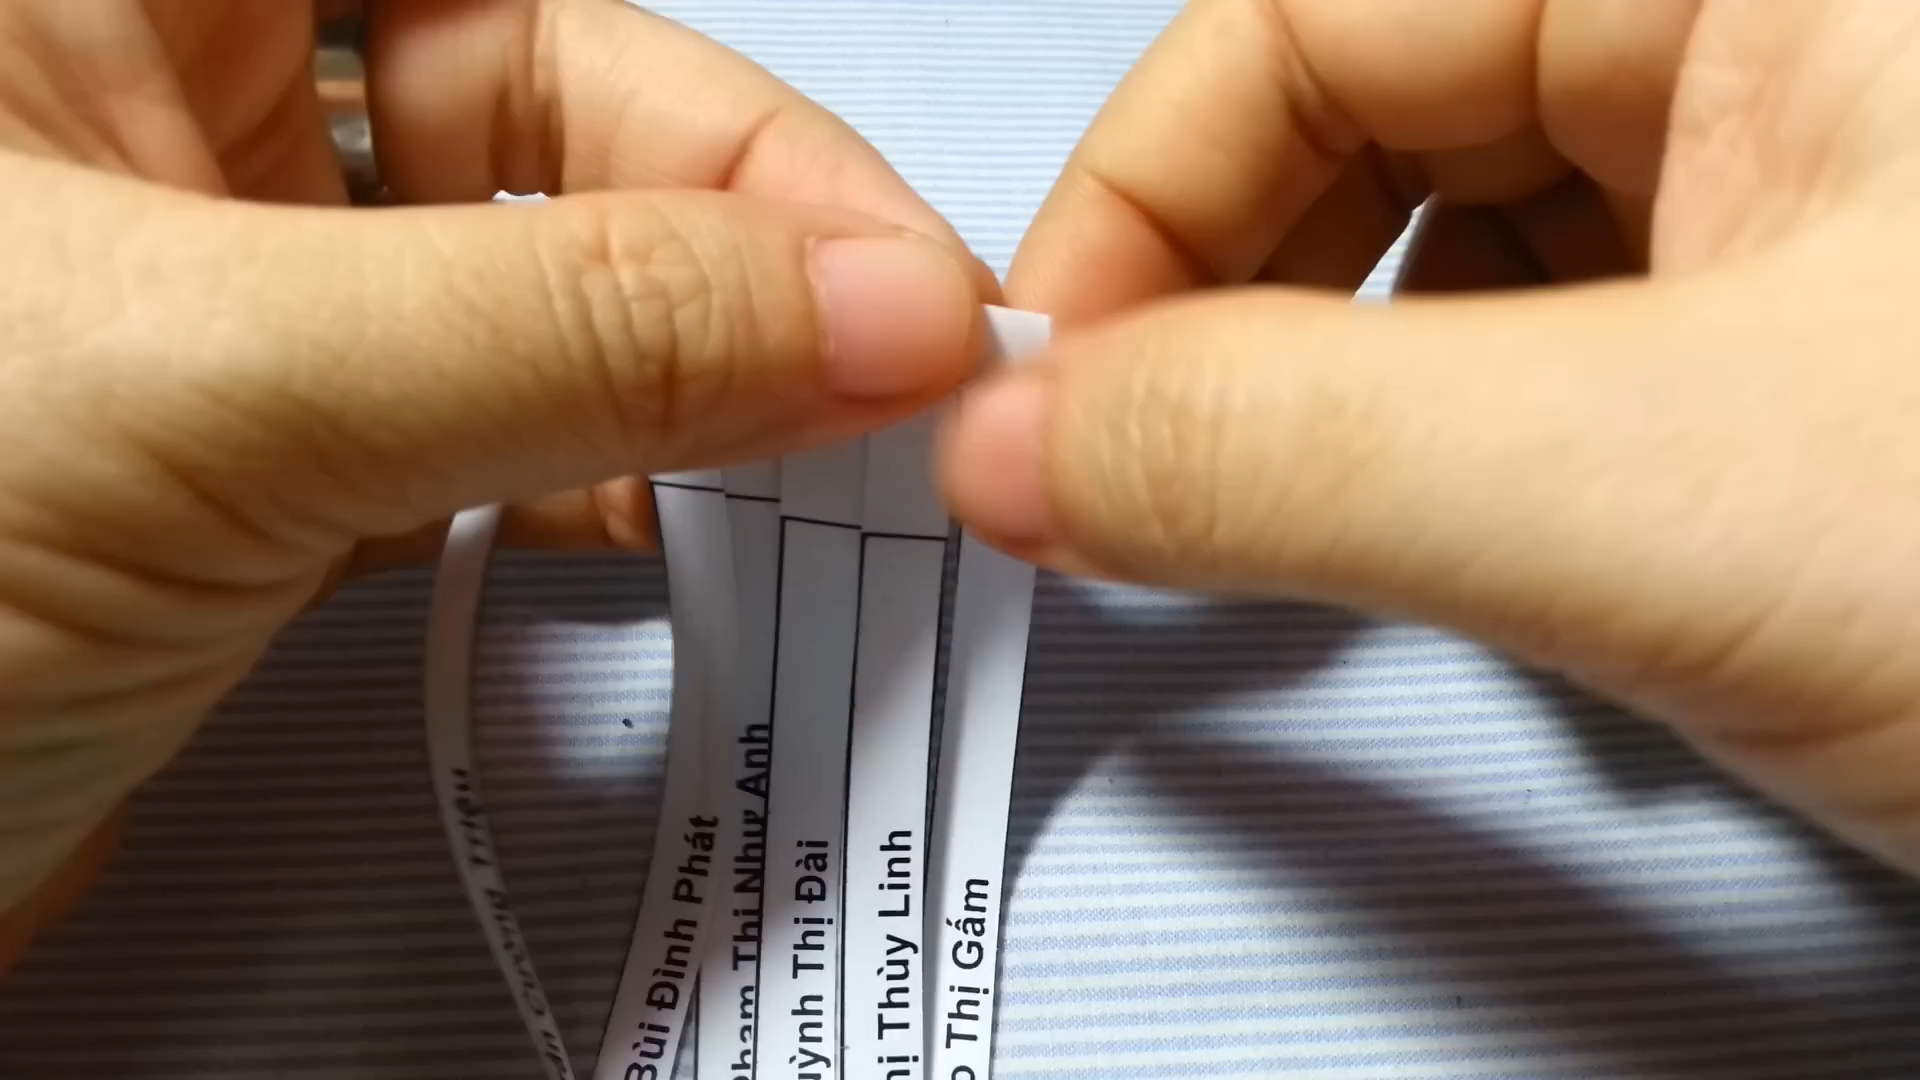 Bùi Đình Phát
Phạm Thị Như Anh
uỳnh Thị Đài
hị Thùy Linh
o Thị Gấm